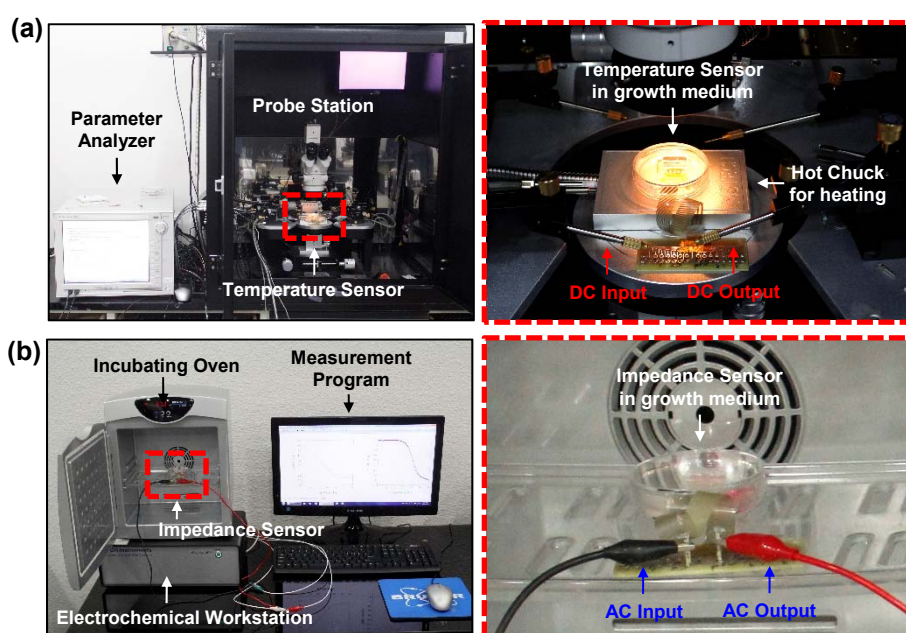 (a)
Parameter
Analyzer
Probe Station
Temperature Sensor
Temperature Sensor
in growth medium
Hot Chuck
for heating
DC Input
DC Output
(b)
Incubating Oven
Measurement
Program
Impedance Sensor
Electrochemical Workstation
BRUKER
Impedance Sensor
in growth medium
AC Input
AC Output